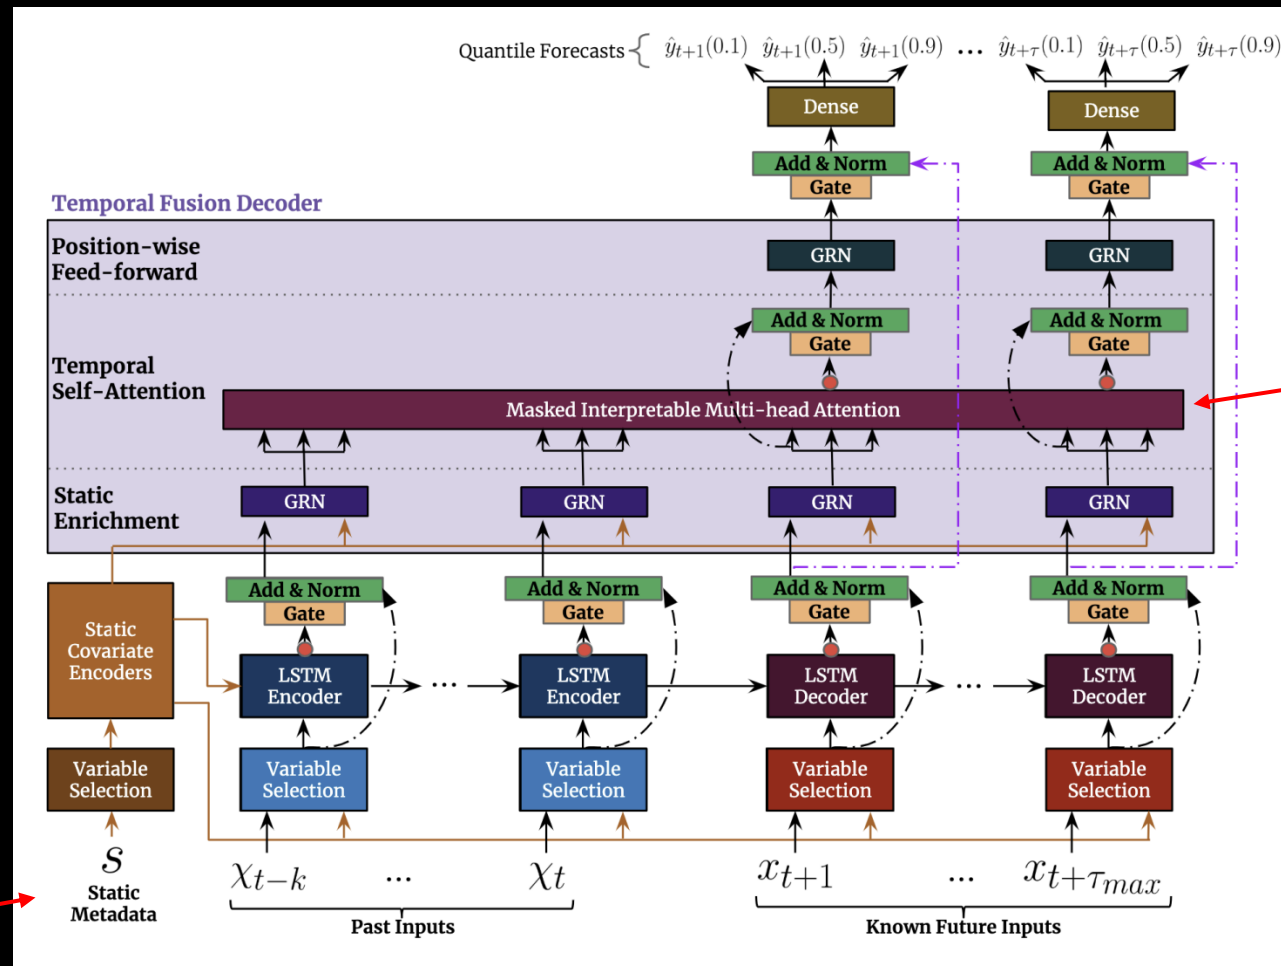 Quantile Forecasts { ŷt+1(0.1) ŷt+1(0.5) ŷt+1(0.9) ... ŷt+τ(0.1) ŷt+τ(0.5) ŷt+τ(0.9)
Dense Dense
Add & Norm Add & Norm
Gate Gate
Temporal Fusion Decoder
Position-wise
Feed-forward
GRN GRN
Add & Norm Add & Norm
Gate Gate
Temporal
Self-Attention
Masked Interpretable Multi-head Attention
Static
Enrichment
GRN GRN GRN GRN
Add & Norm Add & Norm Add & Norm Add & Norm
Gate Gate Gate Gate
Static
Covariate
Encoders
LSTM
Encoder
...
LSTM
Encoder
LSTM
Decoder
...
LSTM
Decoder
Variable
Selection
Variable
Selection
Variable
Selection
Variable
Selection
Variable
Selection
s
Static
Metadata
χt−k ... χt xt+1 ... xt+τmax
Past Inputs Known Future Inputs